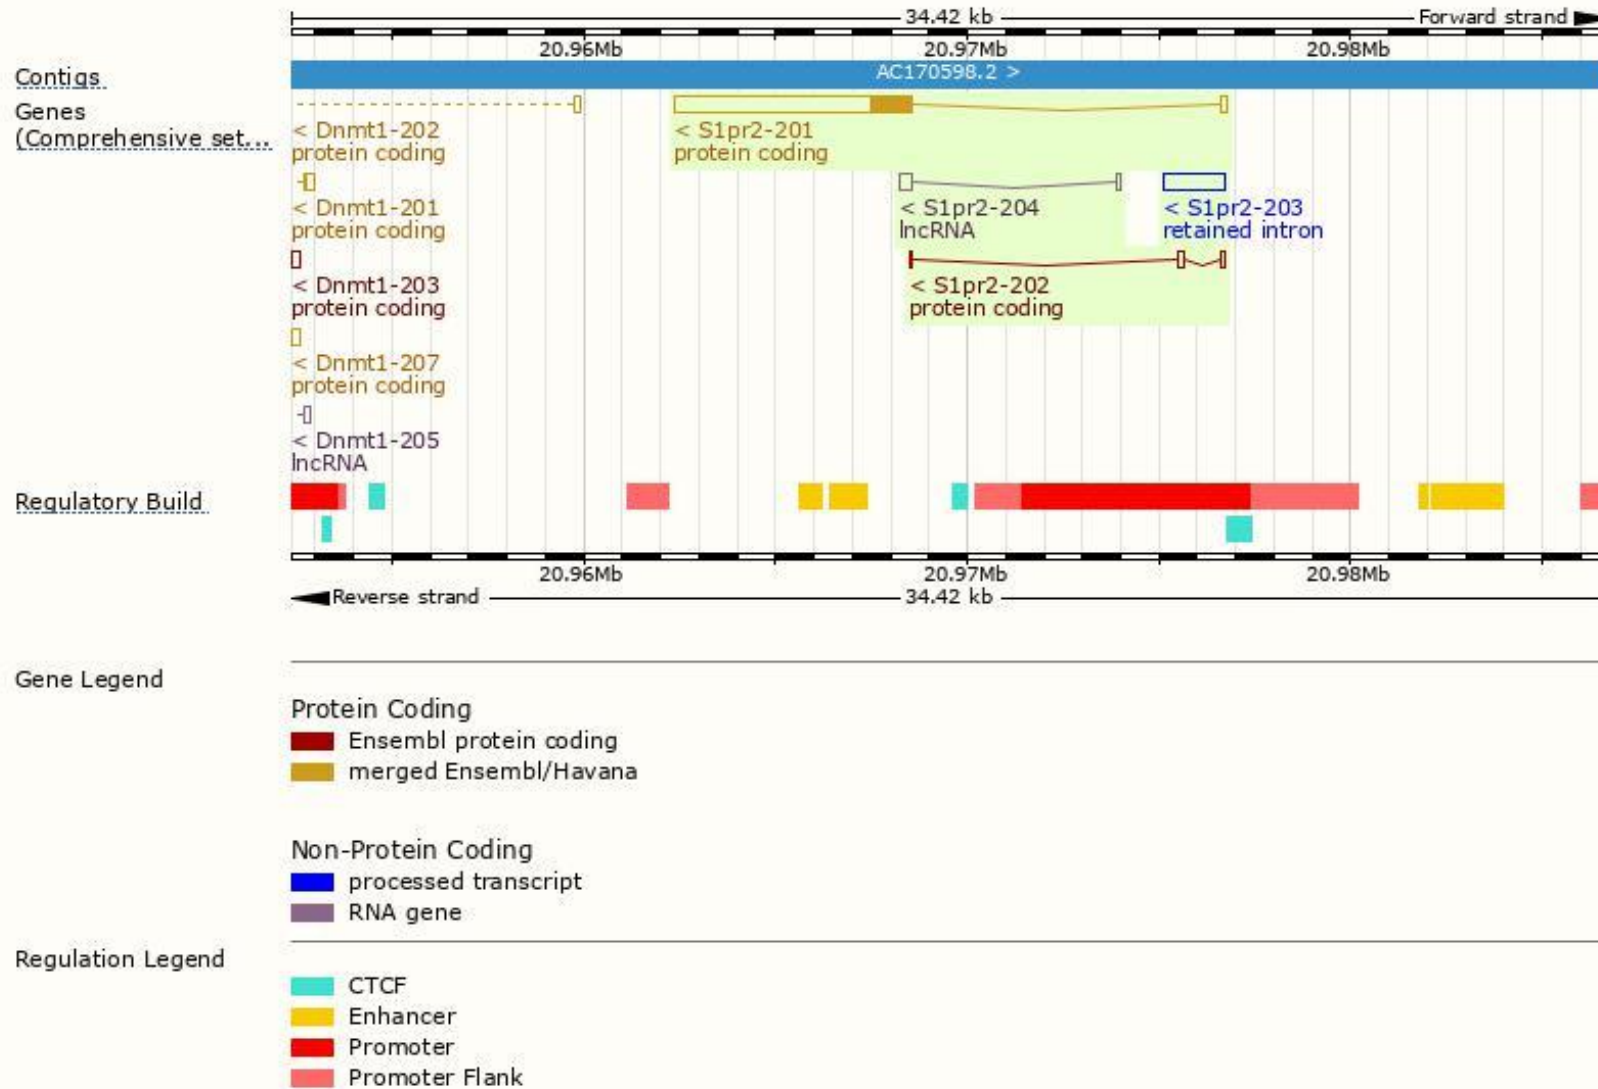 34.42 kb Forward strand
20.96Mb 20.97Mb 20.98Mb
Contigs AC170598.2 >
Genes
(Comprehensive set...
< Dnmt1-202 < S1pr2-201
protein coding protein coding
< Dnmt1-201 < S1pr2-204 < S1pr2-203
protein coding lncRNA retained intron
< Dnmt1-203 < S1pr2-202
protein coding protein coding
< Dnmt1-207
protein coding
< Dnmt1-205
lncRNA
Regulatory Build
20.96Mb 20.97Mb 20.98Mb
Reverse strand 34.42 kb
Gene Legend
Protein Coding
Ensembl protein coding
merged Ensembl/Havana
Non-Protein Coding
processed transcript
RNA gene
Regulation Legend
CTCF
Enhancer
Promoter
Promoter Flank